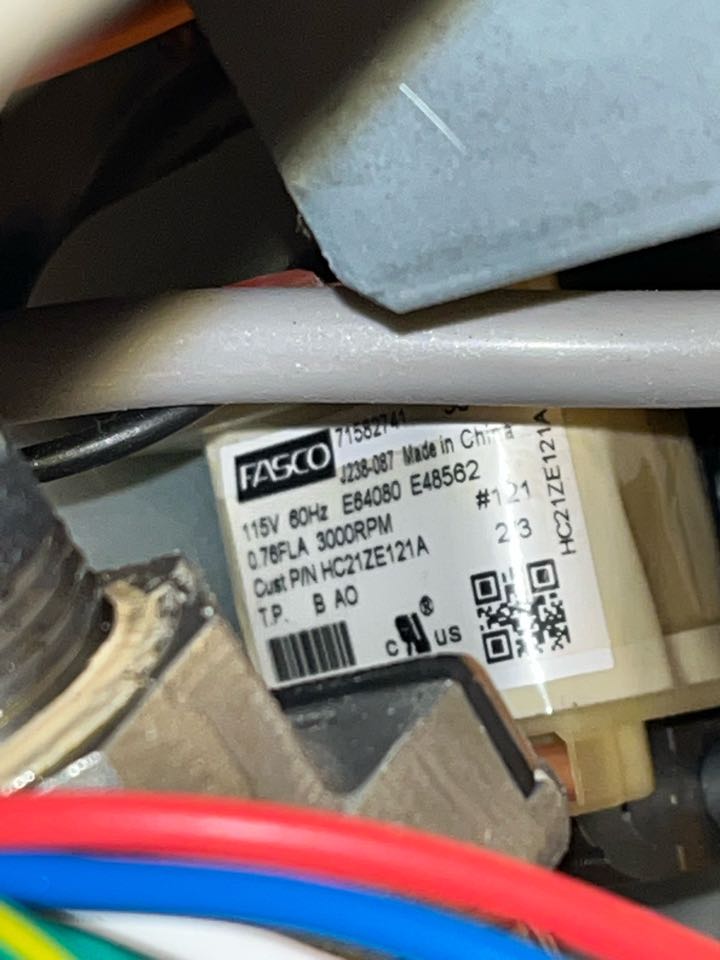 FASCO
71582741
J238-087 Made in China
115V 60Hz E64080 E48562
0.76FLA 3000RPM
#121
Cust P/N HC21ZE121A
2/3
T.P. B AO
C US
®
HC21ZE121A